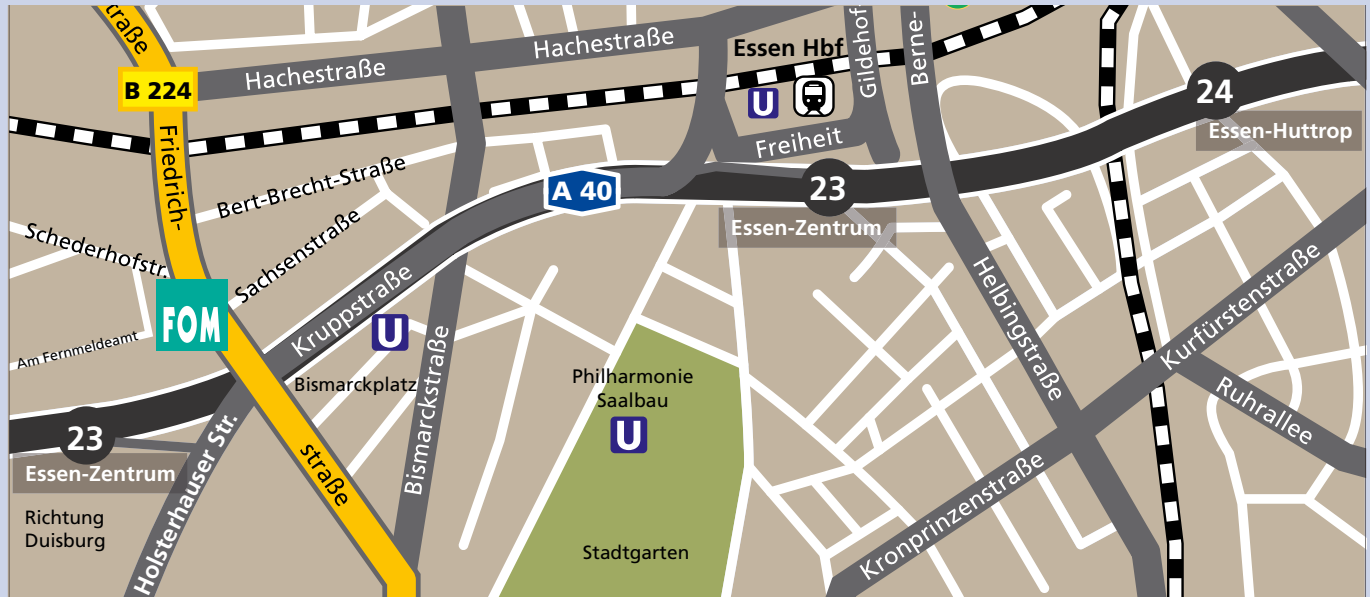 traße
Hachestraße
Essen Hbf
Gildehof
Berne-
B 224
Hachestraße
U
24
Essen-Huttrop
Friedrich-
Freiheit
Bert-Brecht-Straße
A 40
23
Essen-Zentrum
Schederhofstr.
Sachsenstraße
FOM
Kruppstraße
U
Helbingstraße
Kurfürstenstraße
Am Fernmeldeamt
Bismarckplatz
Bismarckstraße
Philharmonie
Saalbau
U
Ruhrallee
23
Essen-Zentrum
Holsterhauser Str.
straße
Kronprinzenstraße
Richtung
Duisburg
Stadtgarten